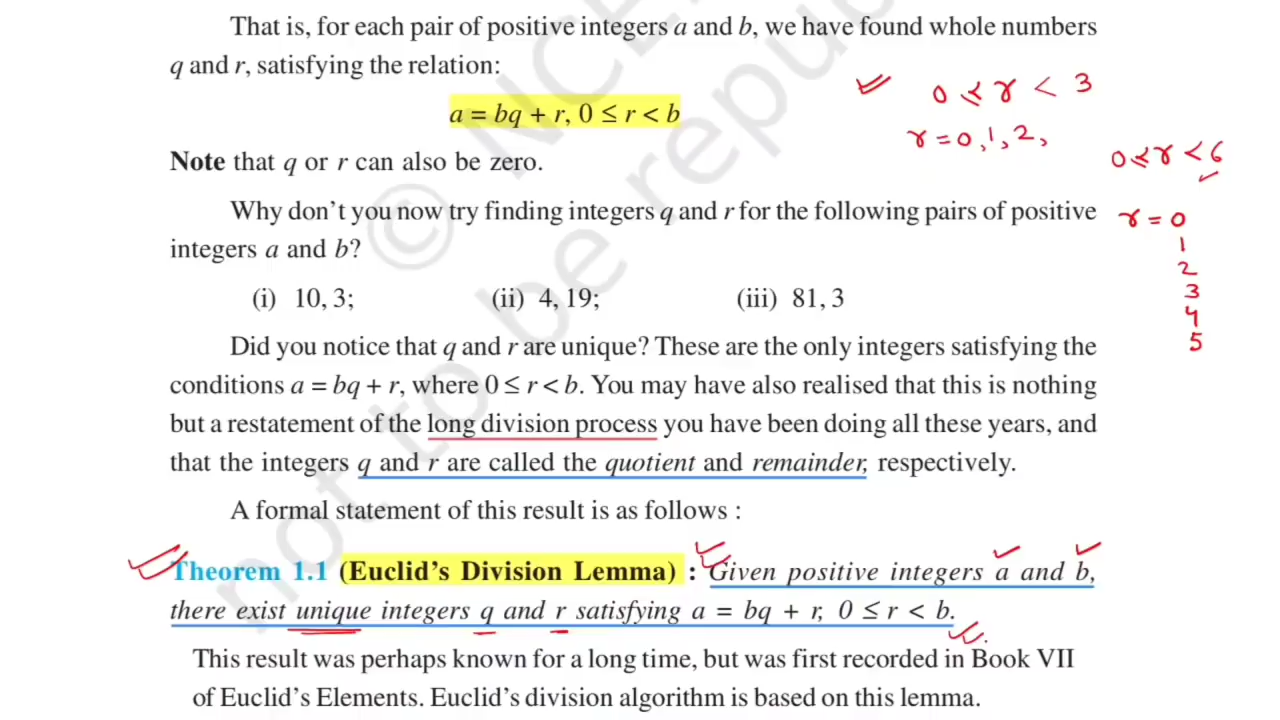 That is, for each pair of positive integers a and b, we have found whole numbers
q and r, satisfying the relation:
a = bq + r, 0 ≤ r < b
0 ≤ r < 3
r = 0, 1, 2,
Note that q or r can also be zero.
0 ≤ r < 6
Why don't you now try finding integers q and r for the following pairs of positive
integers a and b?
r = 0
1
2
3
4
5
(i) 10, 3; (ii) 4, 19; (iii) 81, 3
Did you notice that q and r are unique? These are the only integers satisfying the
conditions a = bq + r, where 0 ≤ r < b. You may have also realised that this is nothing
but a restatement of the long division process you have been doing all these years, and
that the integers q and r are called the quotient and remainder, respectively.
A formal statement of this result is as follows :
Theorem 1.1 (Euclid's Division Lemma) : Given positive integers a and b,
there exist unique integers q and r satisfying a = bq + r, 0 ≤ r < b.
This result was perhaps known for a long time, but was first recorded in Book VII
of Euclid's Elements. Euclid's division algorithm is based on this lemma.
© NCE
not to be repu